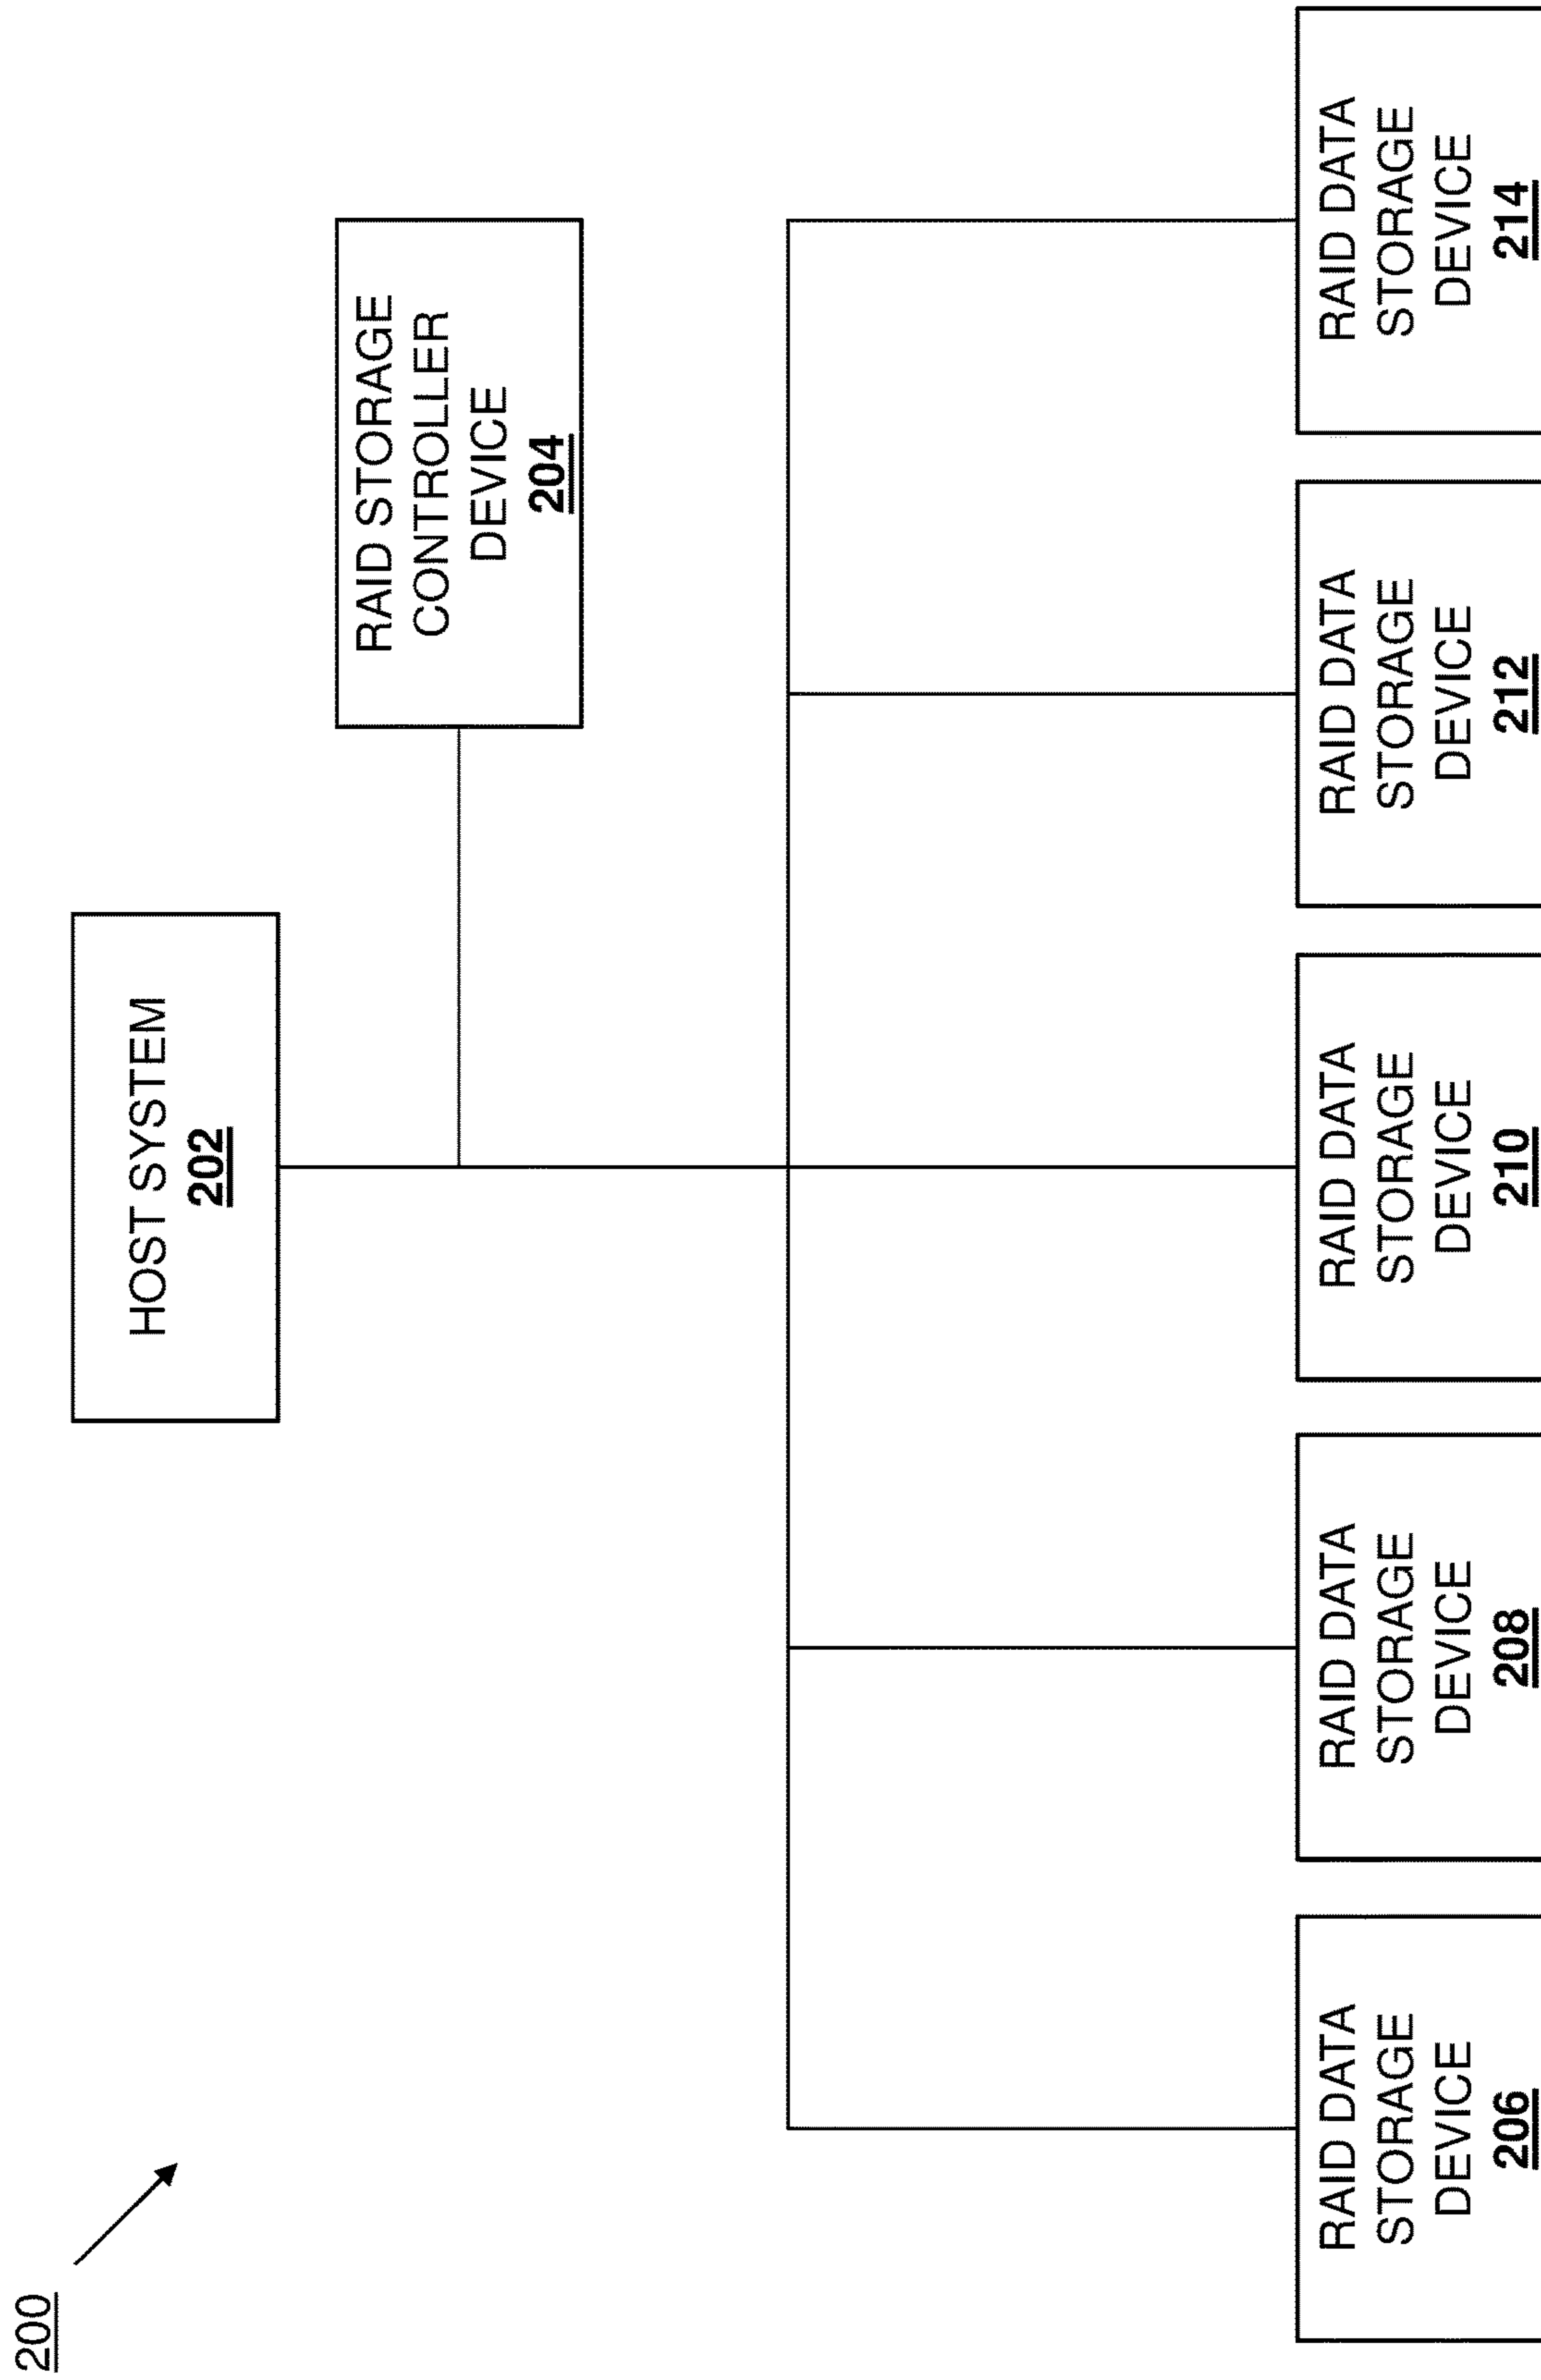 200
HOST SYSTEM
202
RAID STORAGE
CONTROLLER
DEVICE
204
RAID DATA
STORAGE
DEVICE
206
RAID DATA
STORAGE
DEVICE
208
RAID DATA
STORAGE
DEVICE
210
RAID DATA
STORAGE
DEVICE
212
RAID DATA
STORAGE
DEVICE
214